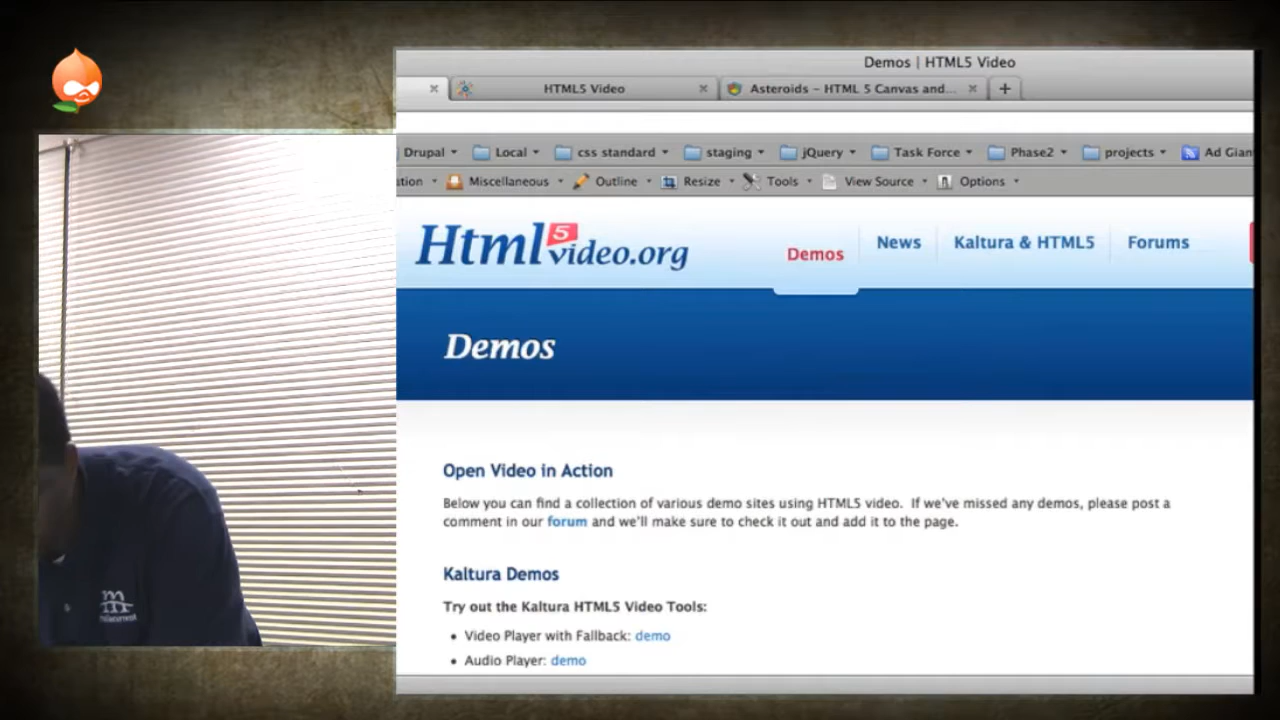 Demos | HTML5 Video
HTML5 Video
Asteroids – HTML 5 Canvas and...
Drupal Local css standard staging jQuery Task Force Phase2 projects Ad Gian
ution Miscellaneous Outline Resize Tools View Source Options
Html5video.org
Demos News Kaltura & HTML5 Forums
Demos
Open Video in Action
Below you can find a collection of various demo sites using HTML5 video. If we've missed any demos, please post a
comment in our forum and we'll make sure to check it out and add it to the page.
Kaltura Demos
Try out the Kaltura HTML5 Video Tools:
• Video Player with Fallback: demo
• Audio Player: demo